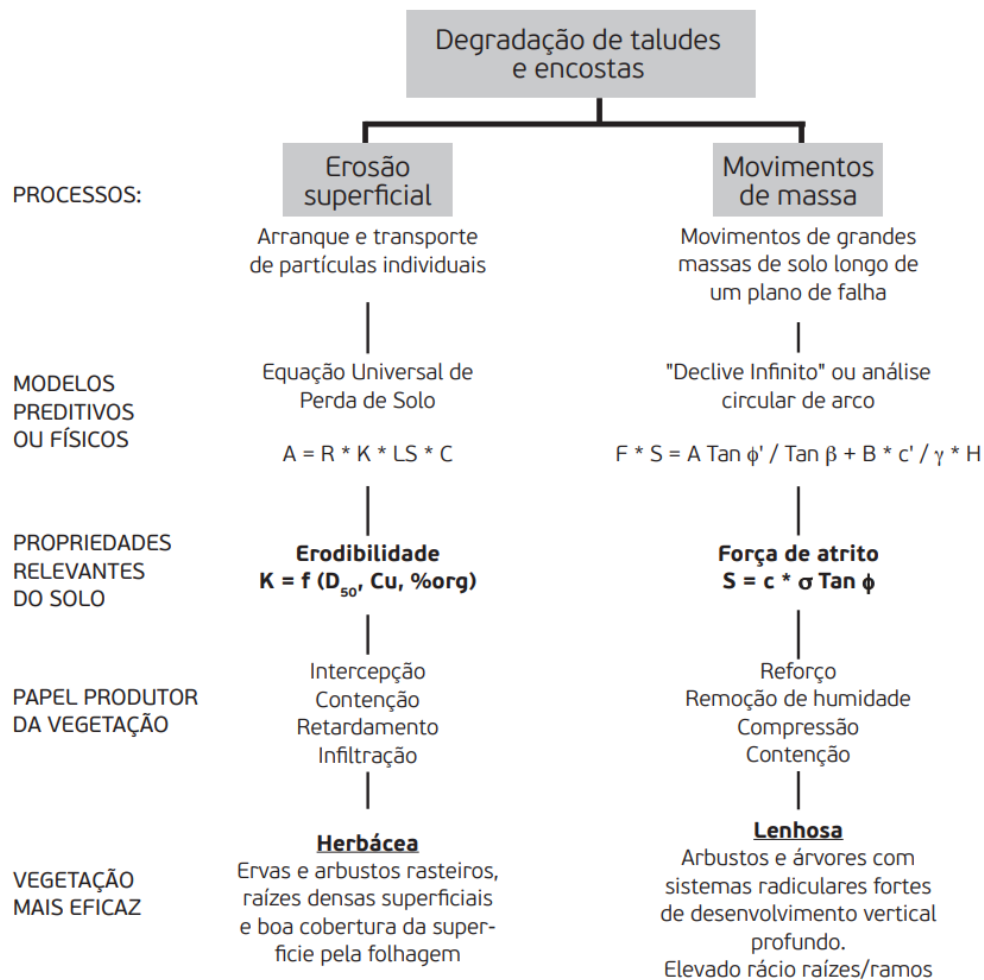 Degradação de taludes
e encostas
PROCESSOS:
Erosão
superficial
Arranque e transporte
de partículas individuais
Movimentos
de massa
Movimentos de grandes
massas de solo longo de
um plano de falha
MODELOS
PREDITIVOS
OU FÍSICOS
Equação Universal de
Perda de Solo
A = R * K * LS * C
"Declive Infinito" ou análise
circular de arco
F * S = A Tan ϕ' / Tan β + B * c' / γ * H
PROPRIEDADES
RELEVANTES
DO SOLO
Erodibilidade
K = f (D₅₀, Cu, %org)
Força de atrito
S = c * σ Tan ϕ
PAPEL PRODUTOR
DA VEGETAÇÃO
Intercepção
Contenção
Retardamento
Infiltração
Reforço
Remoção de humidade
Compressão
Contenção
VEGETAÇÃO
MAIS EFICAZ
Herbácea
Ervas e arbustos rasteiros,
raízes densas superficiais
e boa cobertura da super-
ficie pela folhagem
Lenhosa
Arbustos e árvores com
sistemas radiculares fortes
de desenvolvimento vertical
profundo.
Elevado rácio raízes/ramos